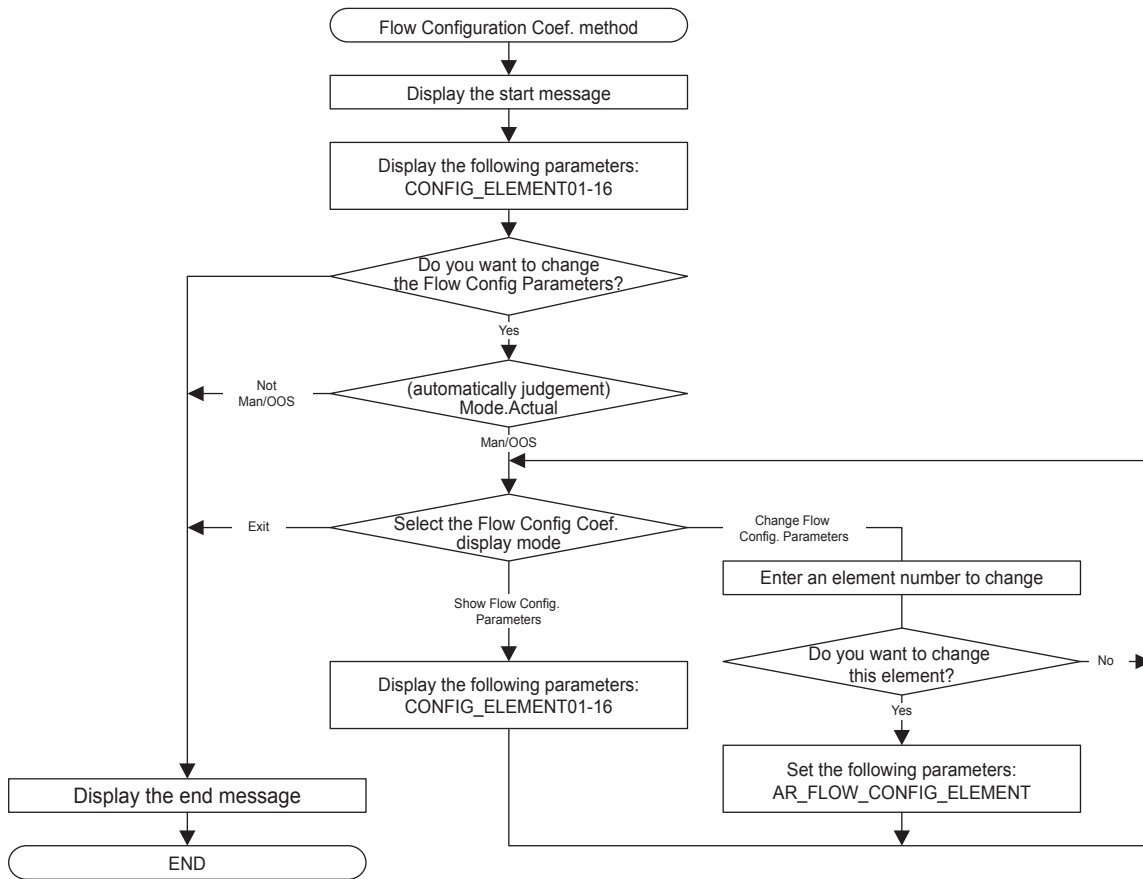 Flow Configuration Coef. method
Display the start message
Display the following parameters:
CONFIG_ELEMENT01-16
Do you want to change
the Flow Config Parameters?
Yes
Not
Man/OOS
(automatically judgement)
Mode.Actual
Man/OOS
Exit
Select the Flow Config Coef.
display mode
Change Flow
Config. Parameters
Enter an element number to change
Show Flow Config.
Parameters
Do you want to change
this element?
No
Yes
Display the following parameters:
CONFIG_ELEMENT01-16
Set the following parameters:
AR_FLOW_CONFIG_ELEMENT
Display the end message
END